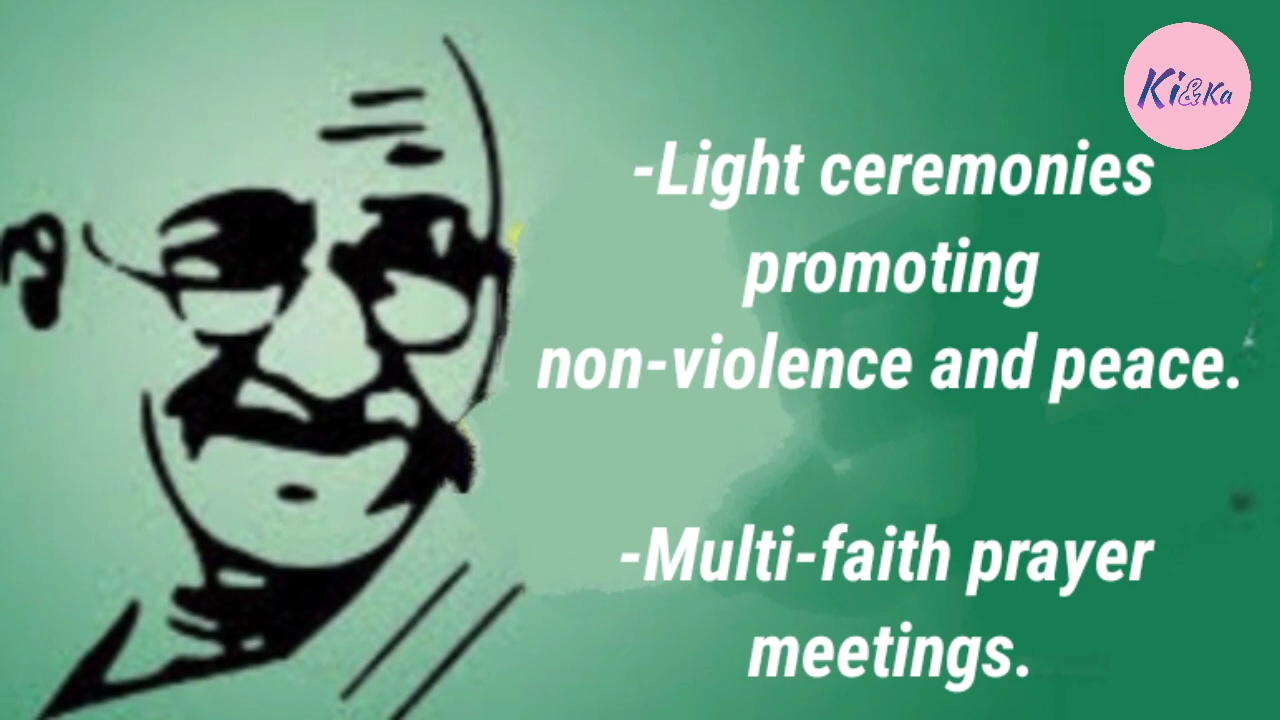 Ki&Ka
-Light ceremonies
promoting
non-violence and peace.
-Multi-faith prayer
meetings.